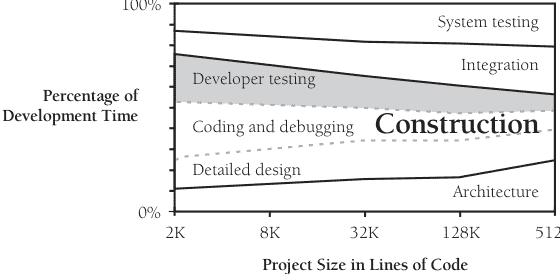 100%
System testing
Integration
Developer testing
Percentage of
Development Time
Coding and debugging
Construction
Detailed design
Architecture
0%
2K 8K 32K 128K 512
Project Size in Lines of Code